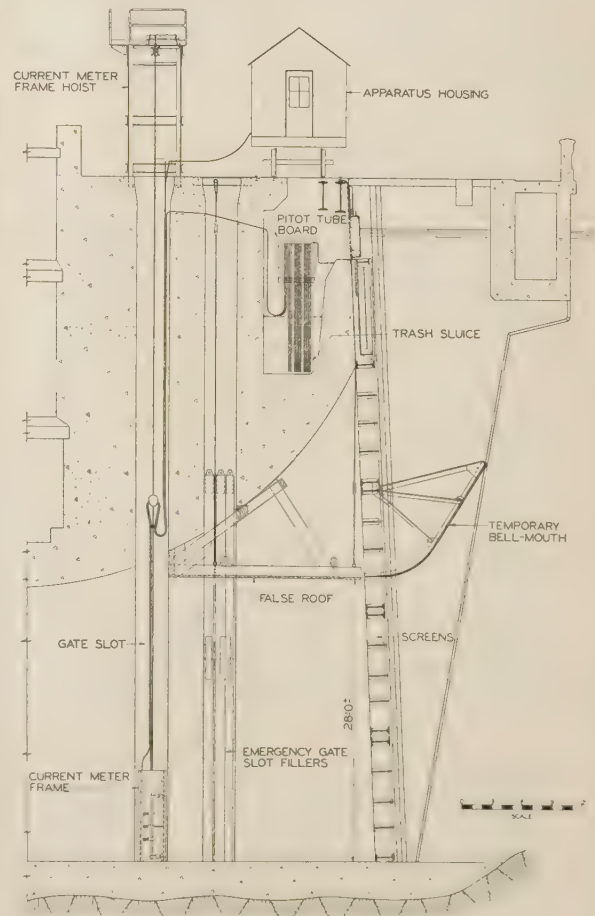 CURRENT METER
FRAME HOIST
APPARATUS HOUSING
PITOT TUBE
BOARD
TRASH SLUICE
TEMPORARY
BELL-MOUTH
FALSE ROOF
GATE SLOT
SCREENS
28'.0"±
EMERGENCY GATE
SLOT FILLERS
CURRENT METER
FRAME
SCALE